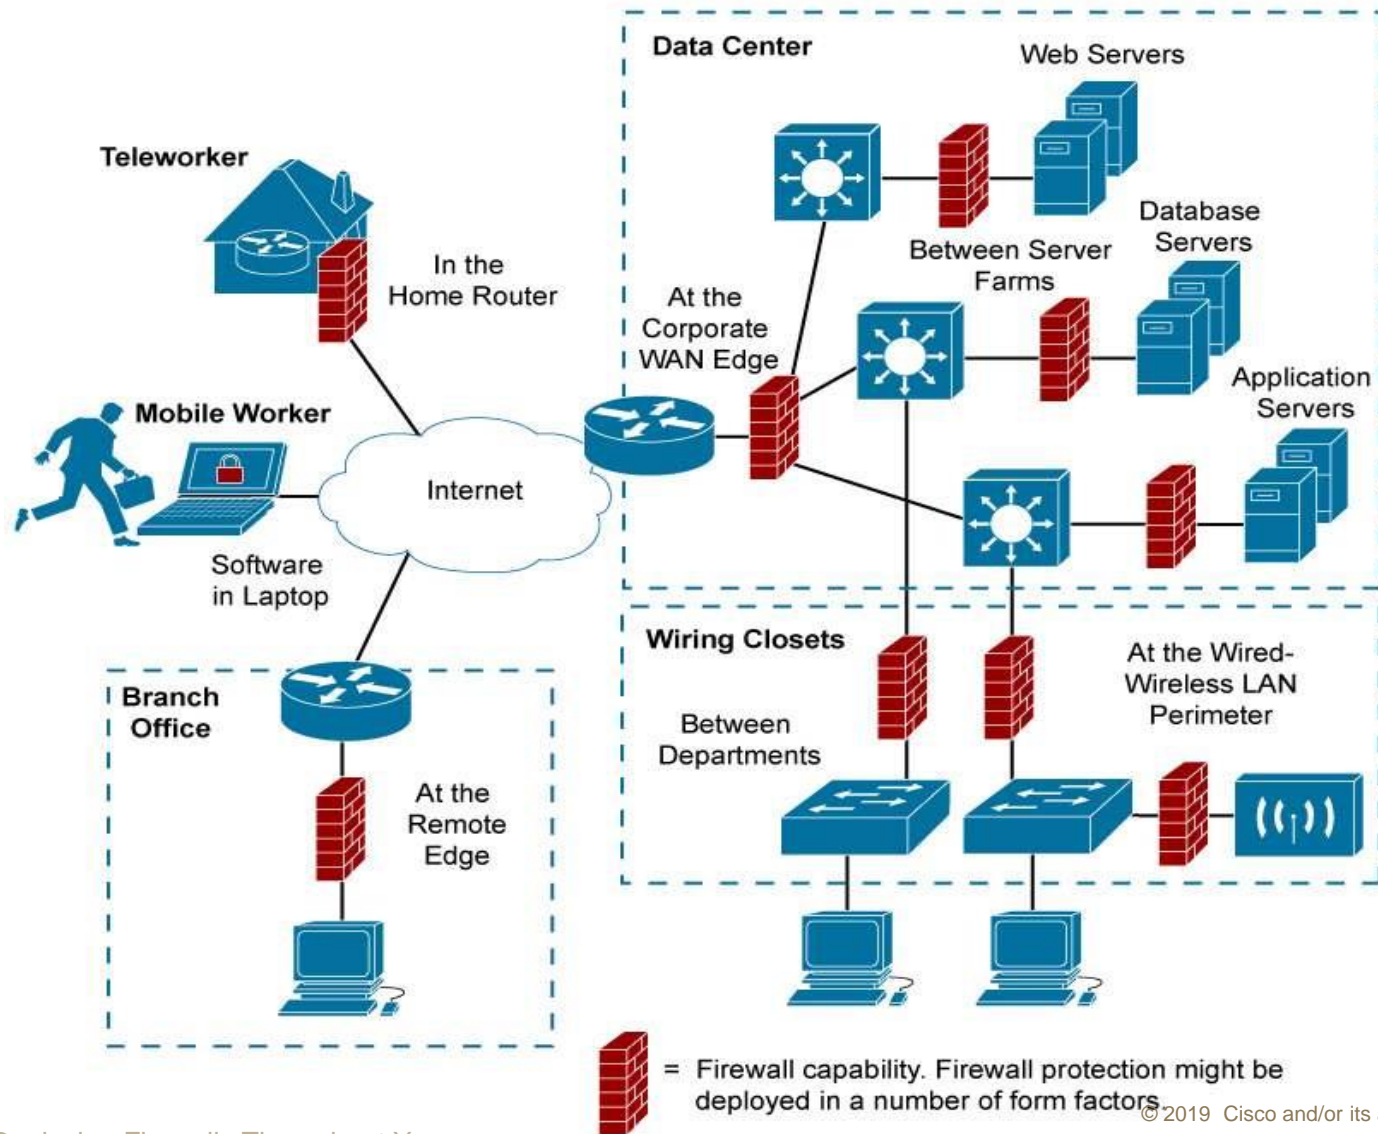 Data Center
Web Servers
Teleworker
Database
Servers
In the
Home Router
Between Server
Farms
At the
Corporate
WAN Edge
Application
Servers
Mobile Worker
Internet
Software
in Laptop
Branch
Office
Wiring Closets
At the Wired-
Wireless LAN
Perimeter
Between
Departments
At the
Remote
Edge
= Firewall capability. Firewall protection might be
deployed in a number of form factors.
© 2019 Cisco and/or its